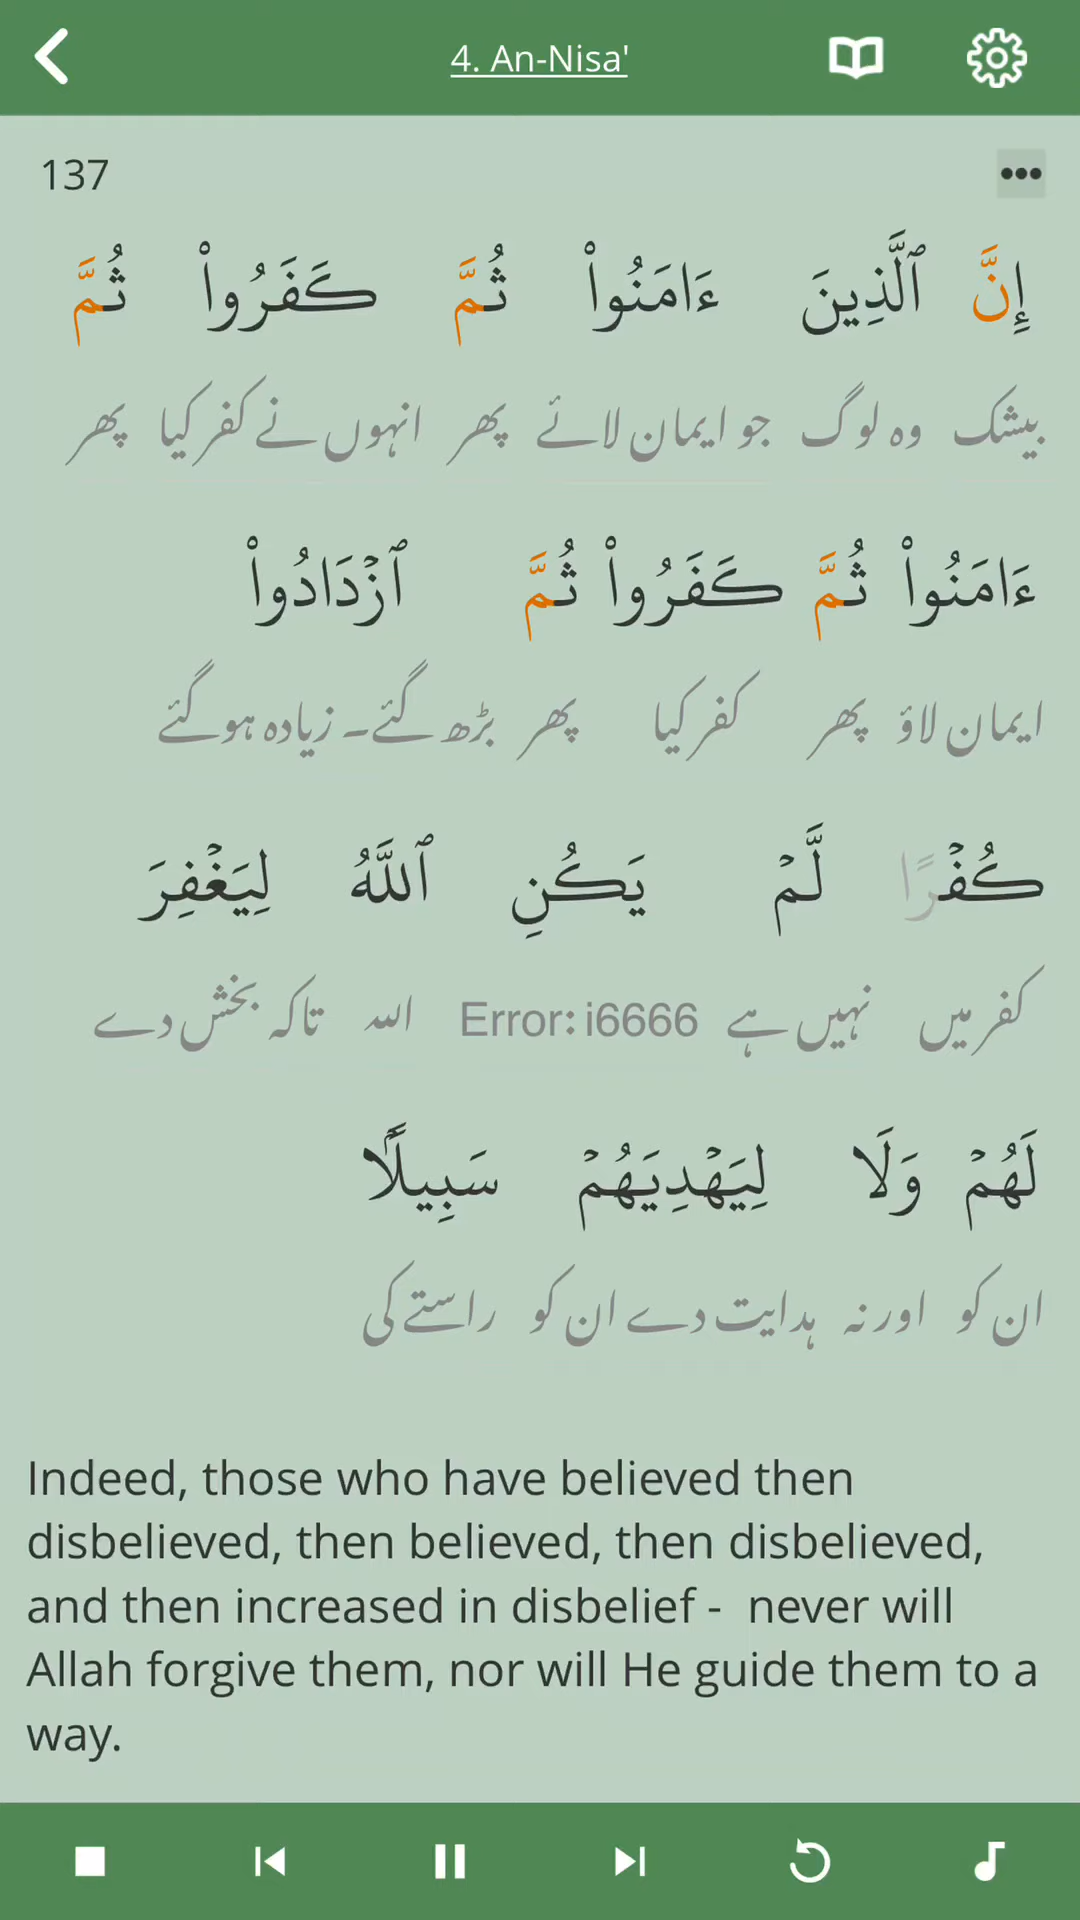 4. An-Nisa'
137
إِنَّ ٱلَّذِينَ ءَامَنُوا۟ ثُمَّ كَفَرُوا۟ ثُمَّ
بیشک وہ لوگ جو ایمان لائے پھر انہوں نے کفر کیا پھر
ءَامَنُوا۟ ثُمَّ كَفَرُوا۟ ثُمَّ ٱزْدَادُوا۟
ایمان لاؤ پھر کفر کیا پھر بڑھ گئے۔ زیادہ ہوگئے
كُفْرًا لَّمْ يَكُنِ ٱللَّهُ لِيَغْفِرَ
کفر میں نہیں ہے Error: i6666 اللہ تاکہ بخش دے
لَهُمْ وَلَا لِيَهْدِيَهُمْ سَبِيلًۢا
ان کو اور نہ ہدایت دے ان کو راستے کی
Indeed, those who have believed then
disbelieved, then believed, then disbelieved,
and then increased in disbelief - never will
Allah forgive them, nor will He guide them to a
way.